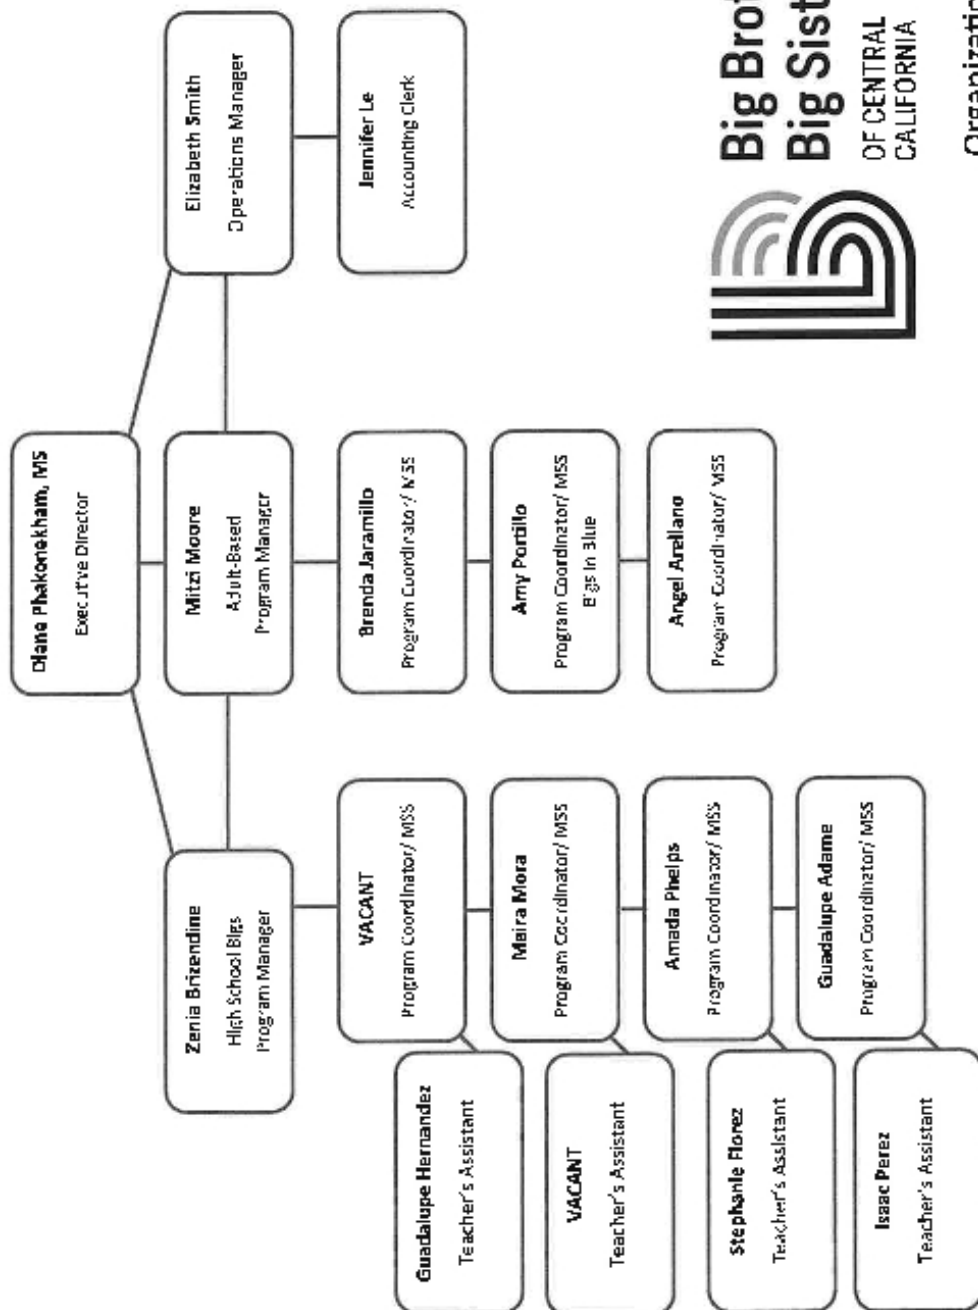 Diane Phakonekham, MS
Executive Director
Zenia Brizendine
High School Bigs
Program Manager
Mitzi Moore
Adult-Based
Program Manager
Elizabeth Smith
Operations Manager
VACANT
Program Coordinator/ MSS
Brenda Jaramillo
Program Coordinator/ MSS
Jennifer Le
Accounting Clerk
Guadalupe Hernandez
Teacher's Assistant
Maira Mora
Program Coordinator/ MSS
Amy Portillo
Program Coordinator/ MSS
Bigs in Blue
VACANT
Teacher's Assistant
Amada Phelps
Program Coordinator/ MSS
Angel Arellano
Program Coordinator/ MSS
Stephanie Florez
Teacher's Assistant
Guadalupe Adame
Program Coordinator/ MSS
Isaac Perez
Teacher's Assistant
Big Brot
Big Sist
OF CENTRAL
CALIFORNIA
Organizatio